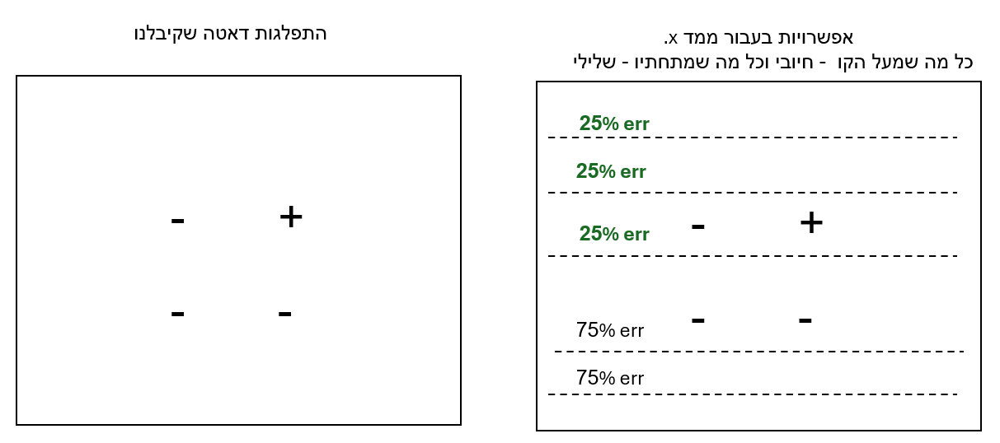 התפלגות דאטה שקיבלנו
- +
- -
אפשרויות בעבור ממד x.
כל מה שמעל הקו - חיובי וכל מה שמתחתיו - שלילי
25% err
25% err
25% err - +
75% err - -
75% err